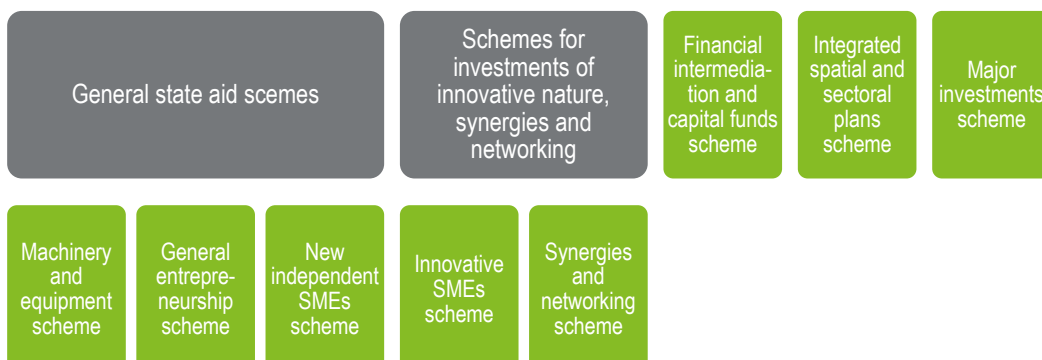 General state aid scemes
Schemes for
investments of
innovative nature,
synergies and
networking
Financial
intermedia-
tion and
capital funds
scheme
Integrated
spatial and
sectoral
plans
scheme
Major
investments
scheme
Machinery
and
equipment
scheme
General
entrepre-
neurship
scheme
New
independent
SMEs
scheme
Innovative
SMEs
scheme
Synergies
and
networking
scheme